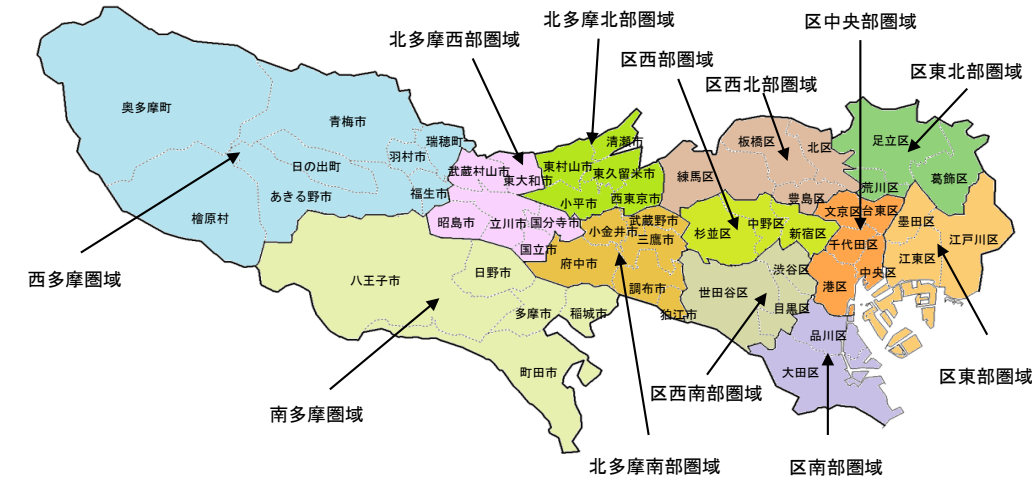 区中央部圏域
北多摩北部圏域
北多摩西部圏域
区西部圏域
区西北部圏域
区東北部圏域
奥多摩町
青梅市
瑞穂町
羽村市
日の出町
あきる野市
福生市
檜原村
武蔵村山市
東大和市
昭島市
立川市
国分寺市
国立市
清瀬市
東村山市
東久留米市
小平市
西東京市
武蔵野市
小金井市
三鷹市
府中市
調布市
狛江市
八王子市
日野市
多摩市
稲城市
町田市
板橋区
北区
練馬区
豊島区
杉並区
中野区
新宿区
足立区
荒川区
葛飾区
文京区
台東区
千代田区
中央区
港区
墨田区
江東区
江戸川区
渋谷区
世田谷区
目黒区
品川区
大田区
西多摩圏域
南多摩圏域
北多摩南部圏域
区西南部圏域
区南部圏域
区東部圏域